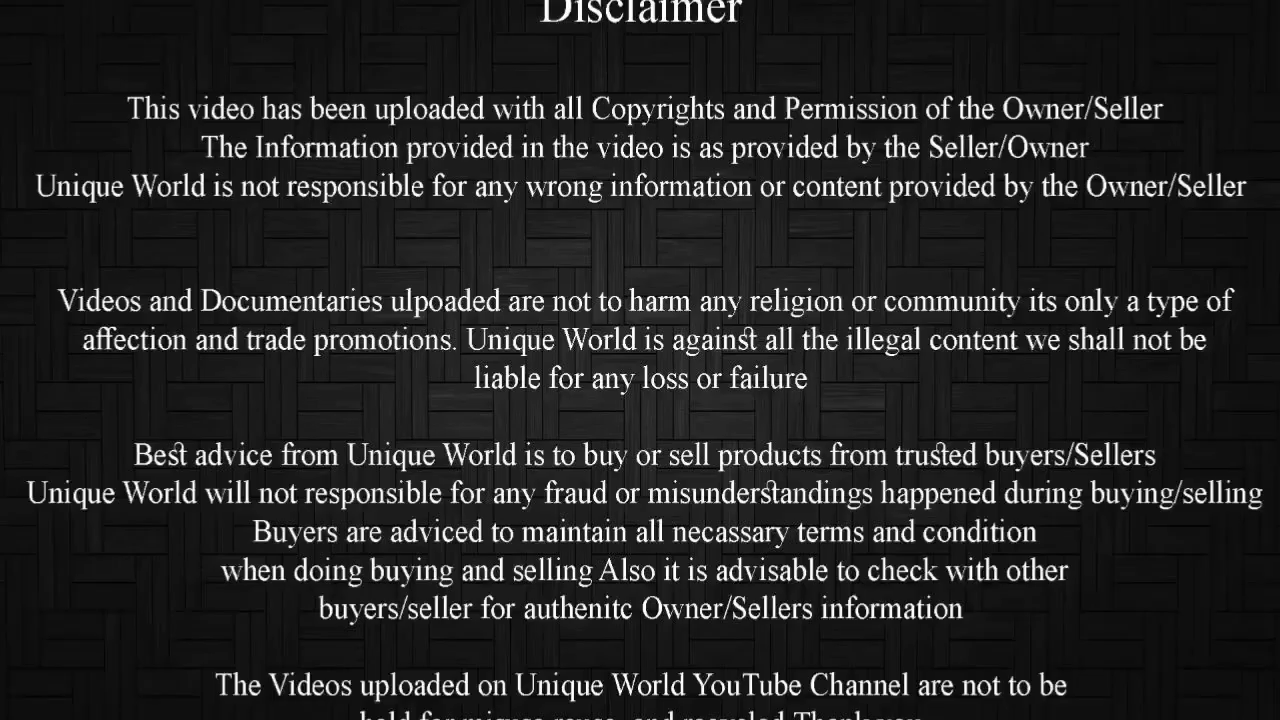 Disclaimer
This video has been uploaded with all Copyrights and Permission of the Owner/Seller
The Information provided in the video is as provided by the Seller/Owner
Unique World is not responsible for any wrong information or content provided by the Owner/Seller
Videos and Documentaries ulpoaded are not to harm any religion or community its only a type of
affection and trade promotions. Unique World is against all the illegal content we shall not be
liable for any loss or failure
Best advice from Unique World is to buy or sell products from trusted buyers/Sellers
Unique World will not responsible for any fraud or misunderstandings happened during buying/selling
Buyers are adviced to maintain all necassary terms and condition
when doing buying and selling Also it is advisable to check with other
buyers/seller for authenitc Owner/Sellers information
The Videos uploaded on Unique World YouTube Channel are not to be